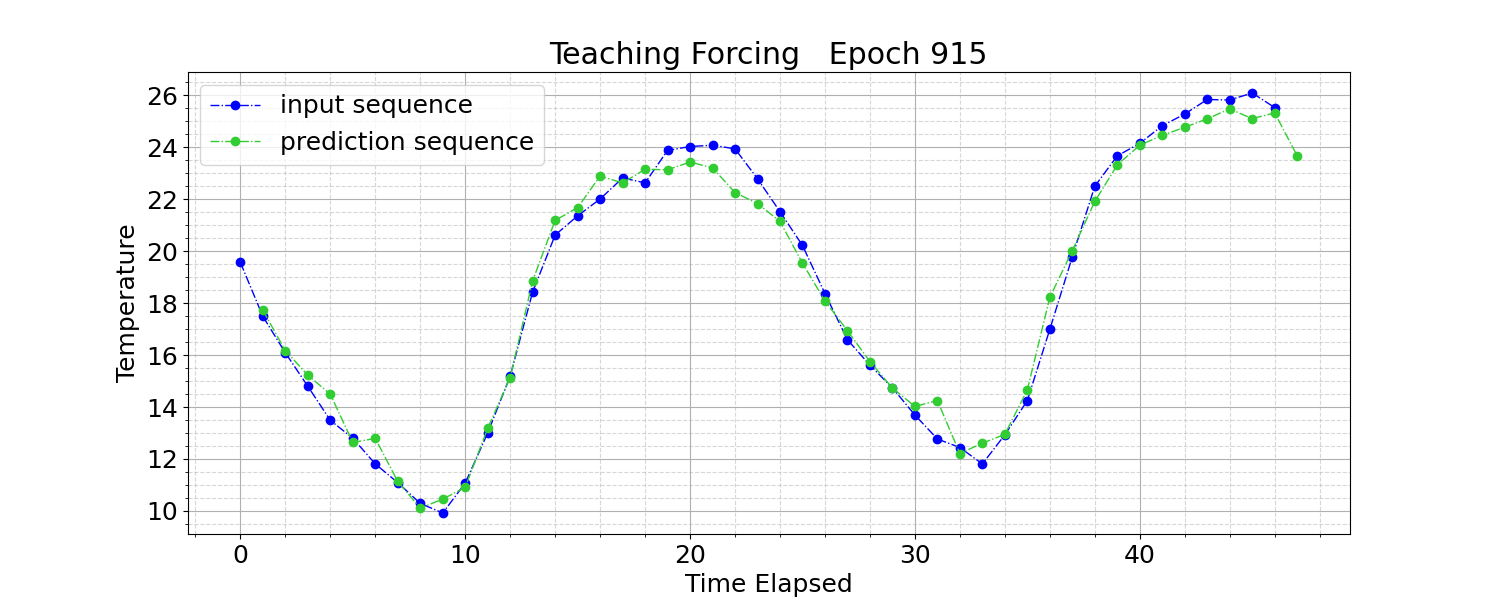 Teaching Forcing   Epoch 915
input sequence
prediction sequence
26
24
22
20
18
16
14
12
10
Temperature
0 10 20 30 40
Time Elapsed